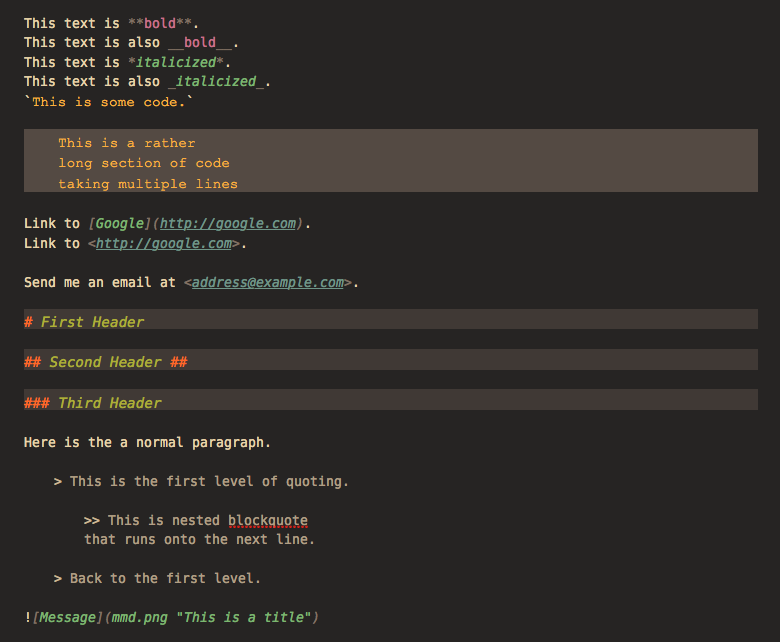 This text is **bold**.
This text is also __bold__.
This text is *italicized*.
This text is also _italicized_.
`This is some code.`
This is a rather
long section of code
taking multiple lines
Link to [Google](http://google.com).
Link to <http://google.com>.
Send me an email at <address@example.com>.
# First Header
## Second Header ##
### Third Header
Here is the a normal paragraph.
> This is the first level of quoting.
>> This is nested blockquote
that runs onto the next line.
> Back to the first level.
![Message](mmd.png "This is a title")